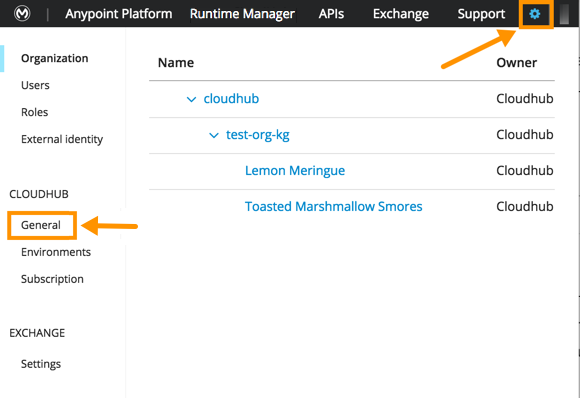 Anypoint Platform Runtime Manager APIs Exchange Support
Organization
Users
Roles
External identity
CLOUDHUB
General
Environments
Subscription
EXCHANGE
Settings
Name Owner
cloudhub Cloudhub
test-org-kg Cloudhub
Lemon Meringue Cloudhub
Toasted Marshmallow Smores Cloudhub